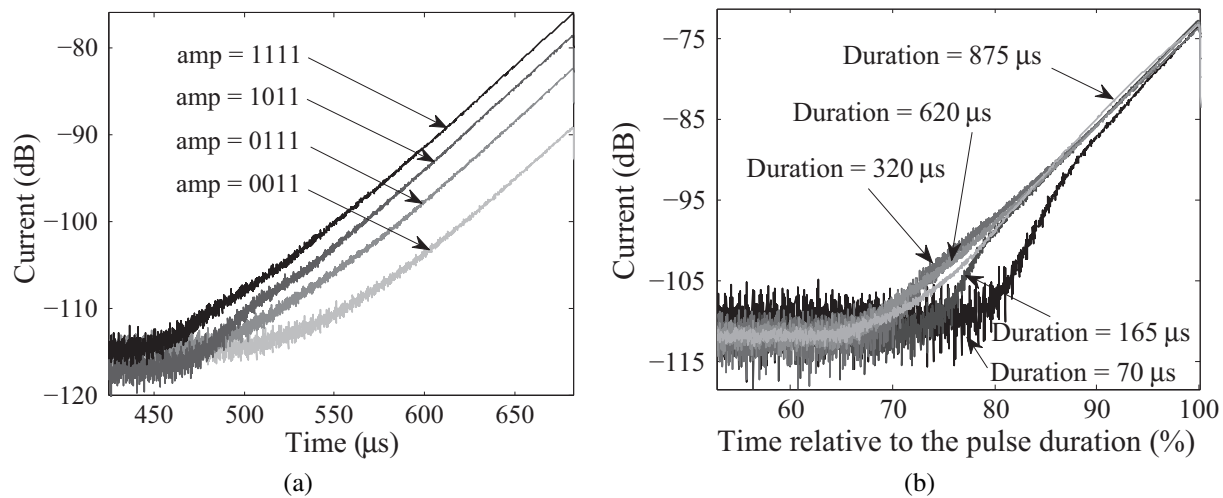 −80
−90
−100
−110
−120
Current (dB)
amp = 1111
amp = 1011
amp = 0111
amp = 0011
450 500 550 600 650
Time (μs)
(a)
−75
−85
−95
−105
−115
Current (dB)
Duration = 875 μs
Duration = 620 μs
Duration = 320 μs
Duration = 165 μs
Duration = 70 μs
60 70 80 90 100
Time relative to the pulse duration (%)
(b)